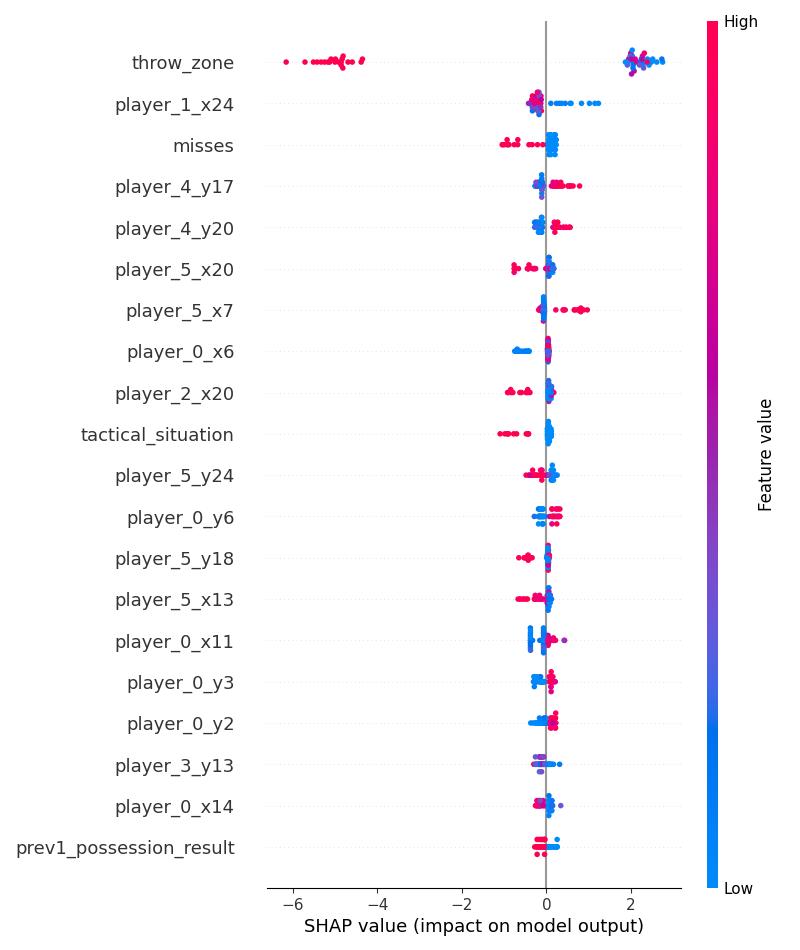 High
throw_zone
player_1_x24
misses
player_4_y17
player_4_y20
player_5_x20
player_5_x7
player_0_x6
player_2_x20
tactical_situation
player_5_y24
player_0_y6
player_5_y18
player_5_x13
player_0_x11
player_0_y3
player_0_y2
player_3_y13
player_0_x14
prev1_possession_result
Feature value
Low
−6 −4 −2 0 2
SHAP value (impact on model output)